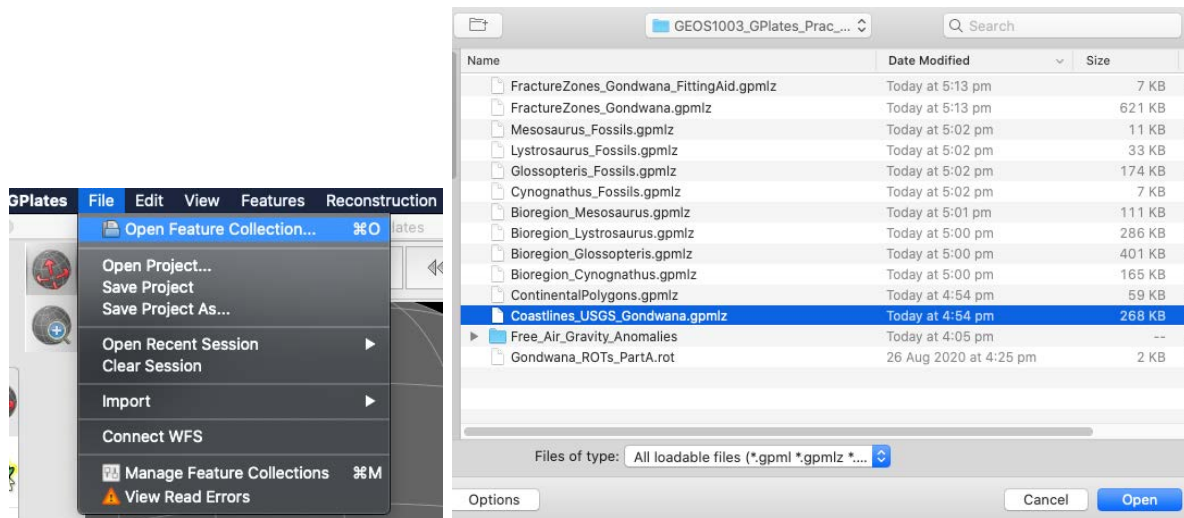 GPlates File Edit View Features Reconstruction
Open Feature Collection... ⌘O
Open Project...
Save Project
Save Project As...
Open Recent Session
Clear Session
Import
Connect WFS
Manage Feature Collections ⌘M
View Read Errors
GEOS1003_GPlates_Prac_... Search
Name Date Modified Size
FractureZones_Gondwana_FittingAid.gpmlz Today at 5:13 pm 7 KB
FractureZones_Gondwana.gpmlz Today at 5:13 pm 621 KB
Mesosaurus_Fossils.gpmlz Today at 5:02 pm 11 KB
Lystrosaurus_Fossils.gpmlz Today at 5:02 pm 33 KB
Glossopteris_Fossils.gpmlz Today at 5:02 pm 174 KB
Cynognathus_Fossils.gpmlz Today at 5:02 pm 7 KB
Bioregion_Mesosaurus.gpmlz Today at 5:01 pm 111 KB
Bioregion_Lystrosaurus.gpmlz Today at 5:00 pm 286 KB
Bioregion_Glossopteris.gpmlz Today at 5:00 pm 401 KB
Bioregion_Cynognathus.gpmlz Today at 5:00 pm 165 KB
ContinentalPolygons.gpmlz Today at 4:54 pm 59 KB
Coastlines_USGS_Gondwana.gpmlz Today at 4:54 pm 268 KB
Free_Air_Gravity_Anomalies Today at 4:05 pm --
Gondwana_ROTs_PartA.rot 26 Aug 2020 at 4:25 pm 2 KB
Files of type: All loadable files (*.gpml *.gpmlz *....
Options Cancel Open